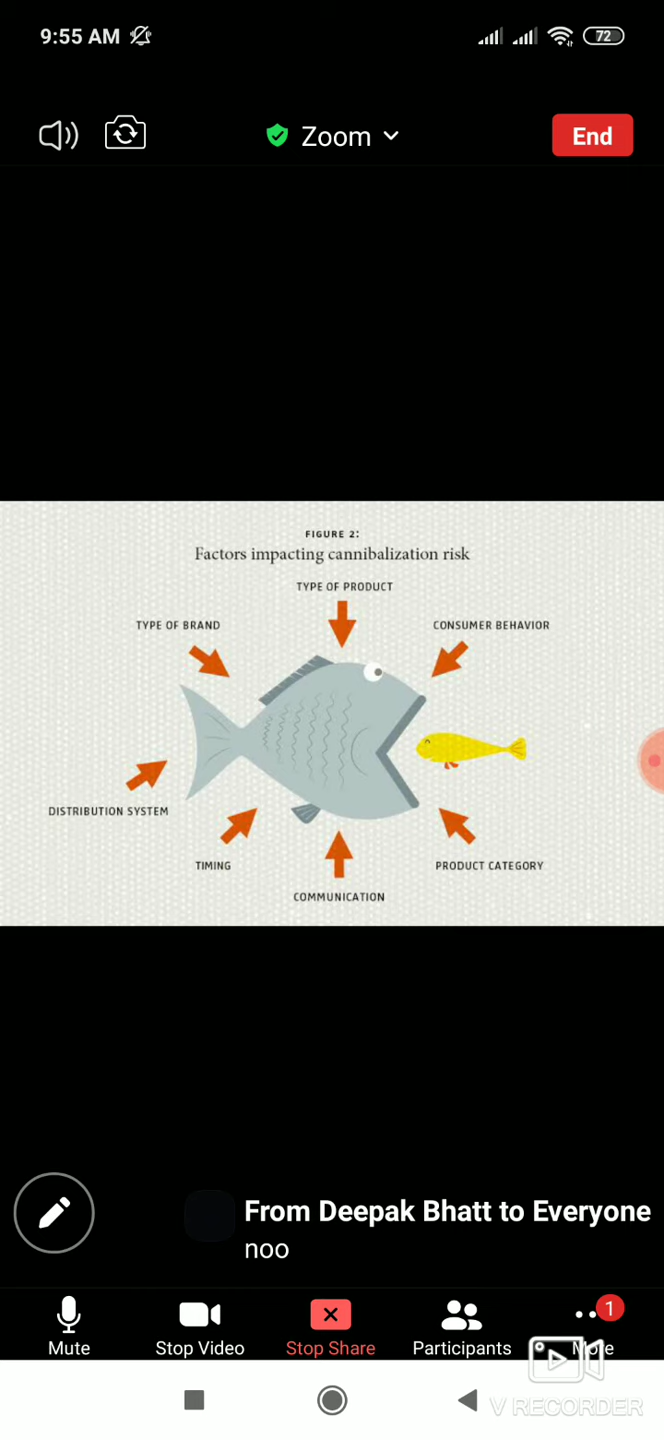 9:55 AM
72
Zoom
End
FIGURE 2:
Factors impacting cannibalization risk
TYPE OF PRODUCT
TYPE OF BRAND
CONSUMER BEHAVIOR
DISTRIBUTION SYSTEM
TIMING
PRODUCT CATEGORY
COMMUNICATION
From Deepak Bhatt to Everyone
noo
1
Mute
Stop Video
Stop Share
Participants
More
V RECORDER